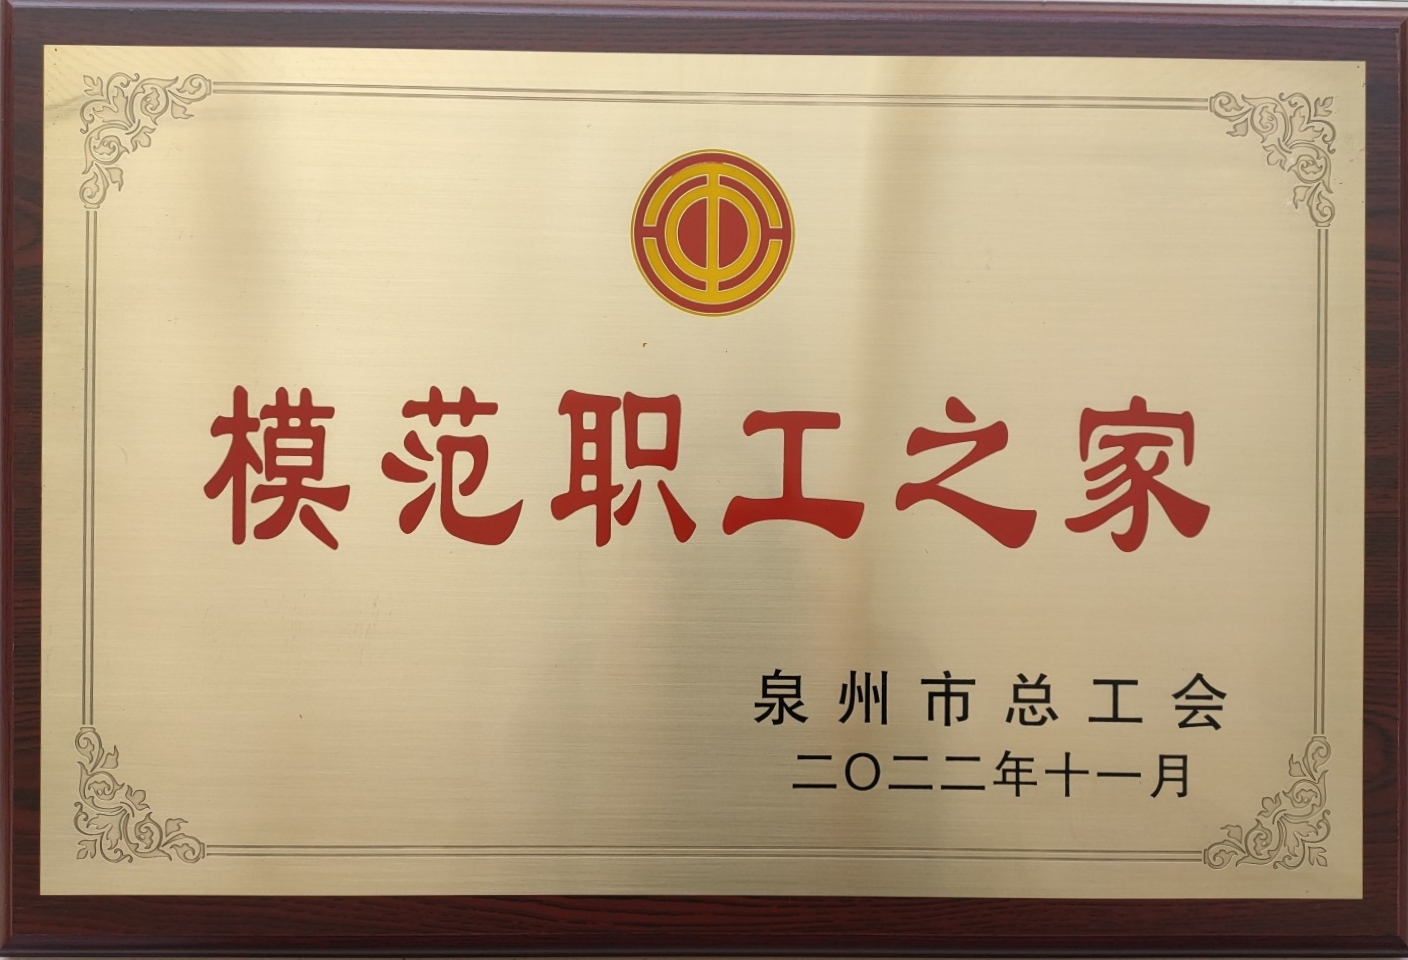 模范职工之家
泉州市总工会
二〇二二年十一月